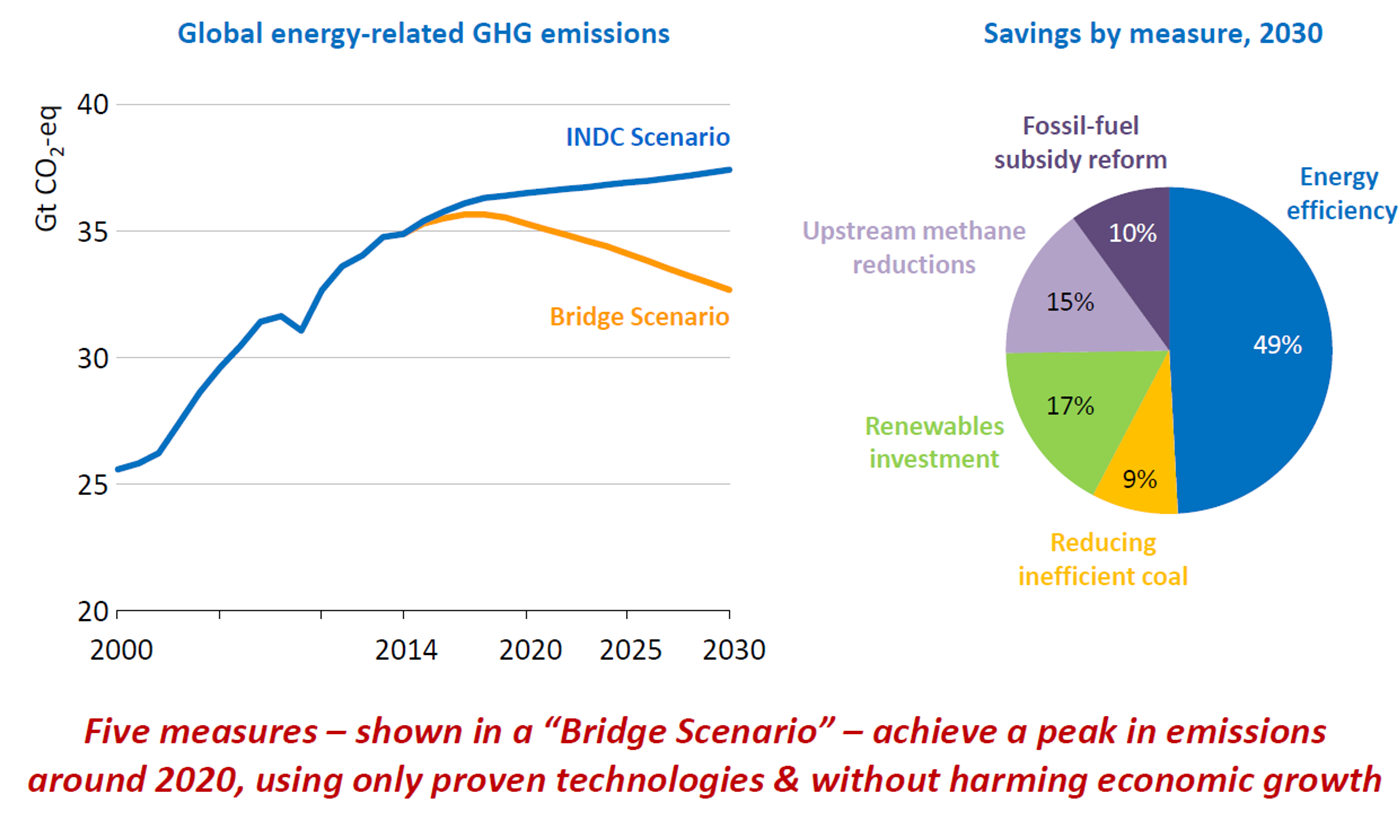 Global energy-related GHG emissions
Gt CO₂-eq
40
35
30
25
20
2000
2014
2020
2025
2030
INDC Scenario
Bridge Scenario
Savings by measure, 2030
Fossil-fuel
subsidy reform
10%
Energy
efficiency
49%
Upstream methane
reductions
15%
Renewables
investment
17%
9%
Reducing
inefficient coal
Five measures – shown in a “Bridge Scenario” – achieve a peak in emissions
around 2020, using only proven technologies & without harming economic growth